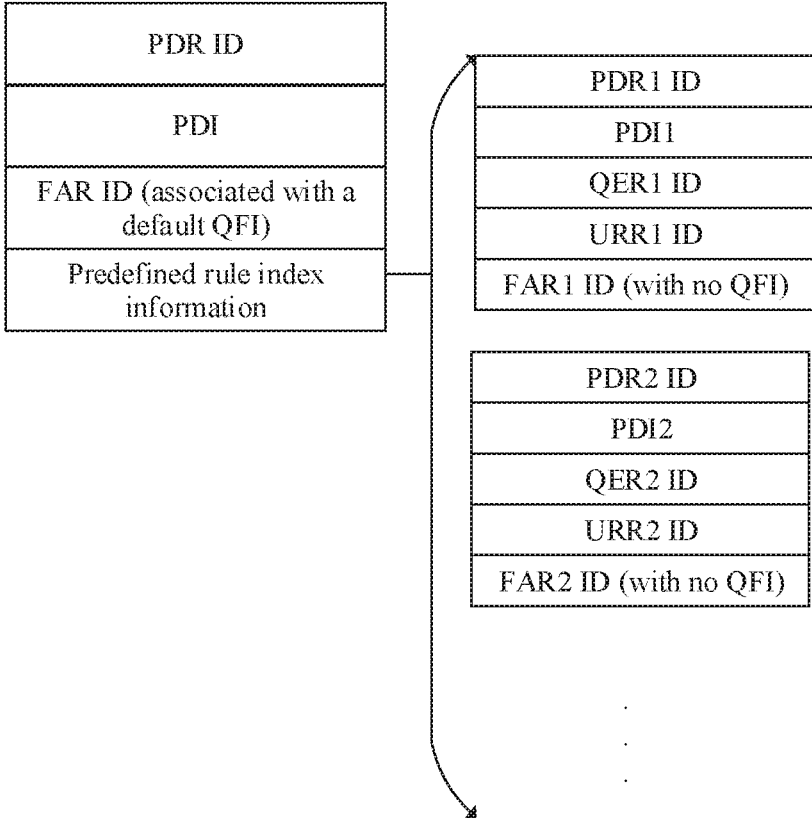 PDR ID
PDI
FAR ID (associated with a
default QFI)
Predefined rule index
information
PDR1 ID
PDI1
QER1 ID
URR1 ID
FAR1 ID (with no QFI)
PDR2 ID
PDI2
QER2 ID
URR2 ID
FAR2 ID (with no QFI)
.
.
.